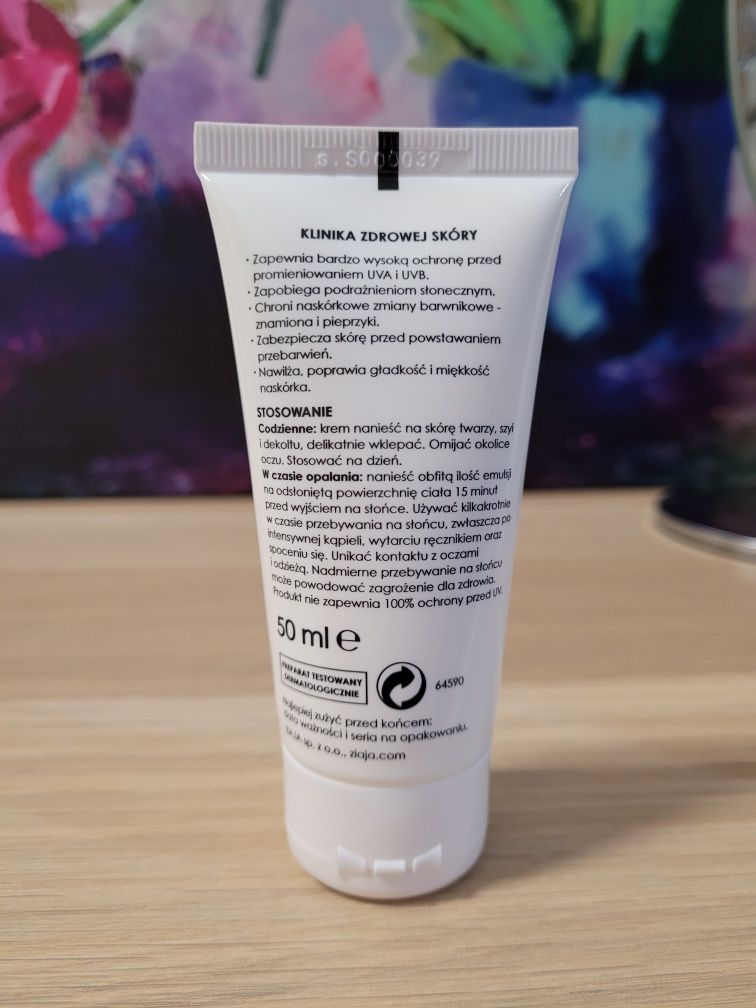 s.S000039
KLINIKA ZDROWEJ SKÓRY
• Zapewnia bardzo wysoką ochronę przed
promieniowaniem UVA i UVB.
• Zapobiega podrażnieniom słonecznym.
• Chroni naskórkowe zmiany barwnikowe -
znamiona i pieprzyki.
• Zabezpiecza skórę przed powstawaniem
przebarwień.
• Nawilża, poprawia gładkość i miękkość
naskórka.
STOSOWANIE
Codzienne: krem nanieść na skórę twarzy, szyi
i dekoltu, delikatnie wklepać. Omijać okolice
oczu. Stosować na dzień.
W czasie opalania: nanieść obfitą ilość emulsji
na odsłoniętą powierzchnię ciała 15 minut
przed wyjściem na słońce. Używać kilkakrotnie
w czasie przebywania na słońcu, zwłaszcza po
intensywnej kąpieli, wytarciu ręcznikiem oraz
spoceniu się. Unikać kontaktu z oczami
i odzieżą. Nadmierne przebywanie na słońcu
może powodować zagrożenie dla zdrowia.
Produkt nie zapewnia 100% ochrony przed UV.
50 ml e
PREPARAT TESTOWANY
DERMATOLOGICZNIE
64590
Najlepiej zużyć przed końcem:
data ważności i seria na opakowaniu.
ZIAJA sp. z o.o., ziaja.com